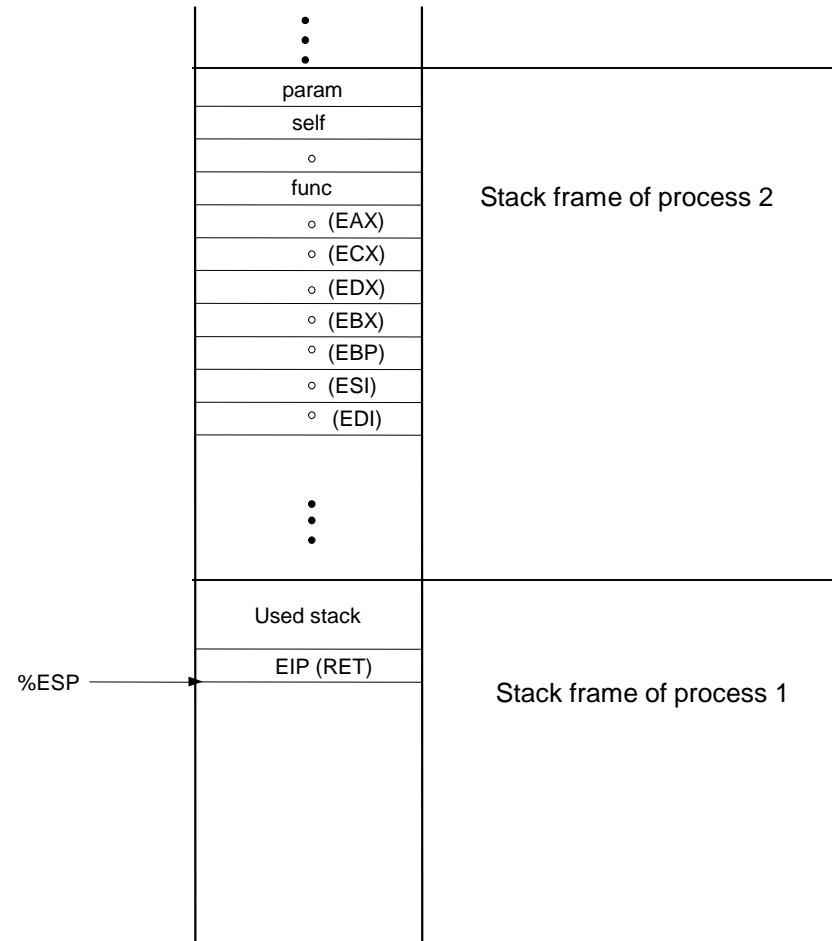 param
self
func
(EAX)
(ECX)
(EDX)
(EBX)
(EBP)
(ESI)
(EDI)
Stack frame of process 2
Used stack
EIP (RET)
%ESP
Stack frame of process 1